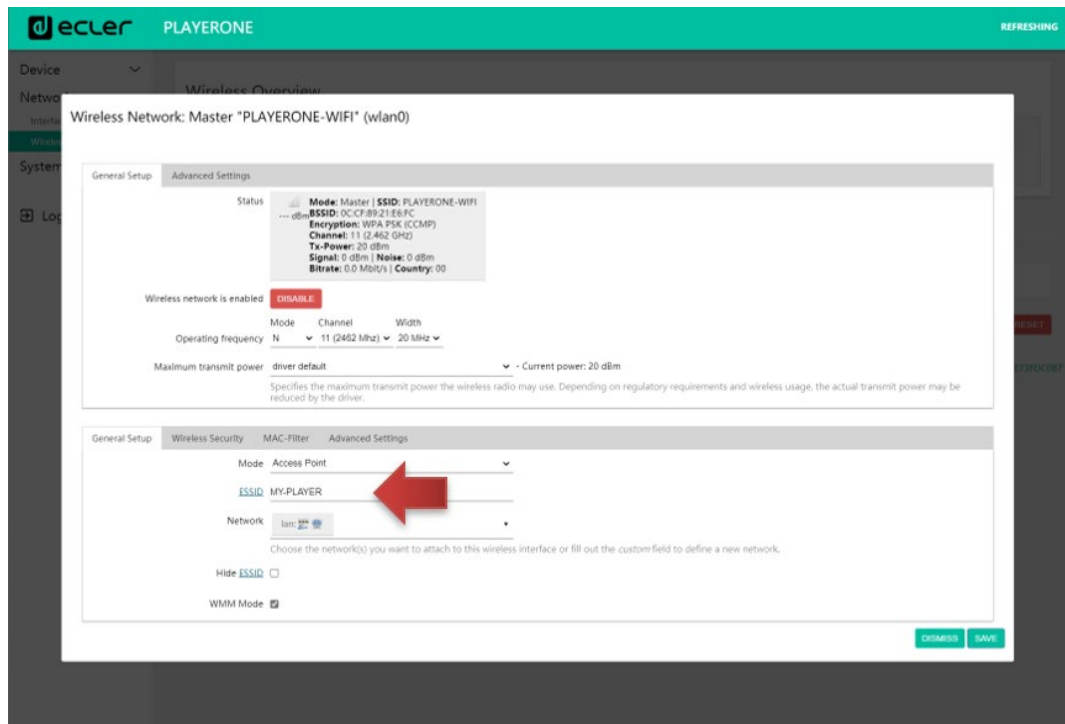 ecler PLAYERONE REFRESHING
Device
Wireless Overview
Wireless Network: Master "PLAYERONE-WIFI" (wlan0)
System
General Setup Advanced Settings
Status
Mode: Master | SSID: PLAYERONE-WIFI
--- dBm BSSID: 0C:CF:89:21:E6:FC
Encryption: WPA PSK (CCMP)
Channel: 11 (2.462 GHz)
Tx-Power: 20 dBm
Signal: 0 dBm | Noise: 0 dBm
Bitrate: 0.0 Mbit/s | Country: 00
Wireless network is enabled DISABLE
Mode Channel Width
Operating frequency N 11 (2462 Mhz) 20 MHz
RESET
Maximum transmit power driver default - Current power: 20 dBm
Specifies the maximum transmit power the wireless radio may use. Depending on regulatory requirements and wireless usage, the actual transmit power may be
reduced by the driver.
General Setup Wireless Security MAC-Filter Advanced Settings
Mode Access Point
ESSID MY-PLAYER
Network lan:
Choose the network(s) you want to attach to this wireless interface or fill out the custom field to define a new network.
Hide ESSID
WMM Mode
DISMISS SAVE